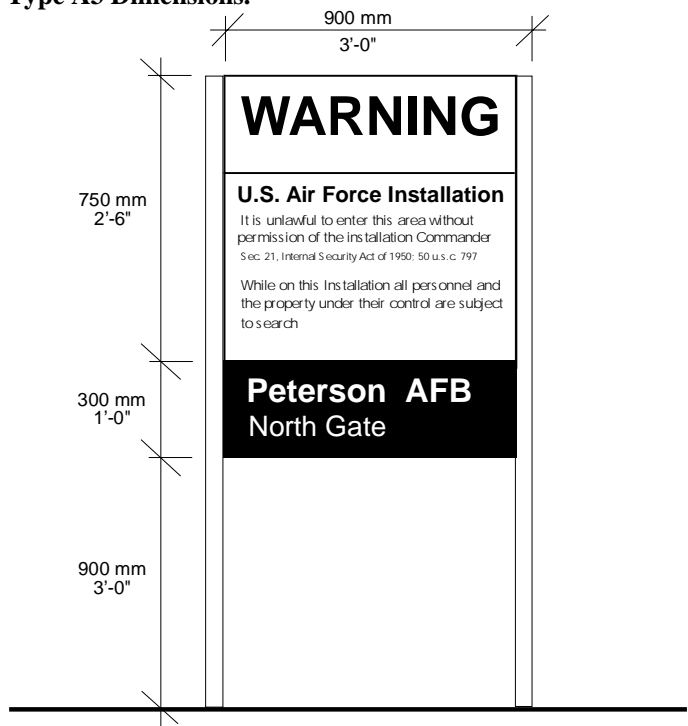 Type A5 Dimensions:
900 mm
3'-0"
WARNING
750 mm
2'-6"
U.S. Air Force Installation
It is unlawful to enter this area without
permission of the installation Commander
Sec. 21, Internal Security Act of 1950; 50 u.s.c. 797
While on this Installation all personnel and
the property under their control are subject
to search
300 mm
1'-0"
Peterson AFB
North Gate
900 mm
3'-0"